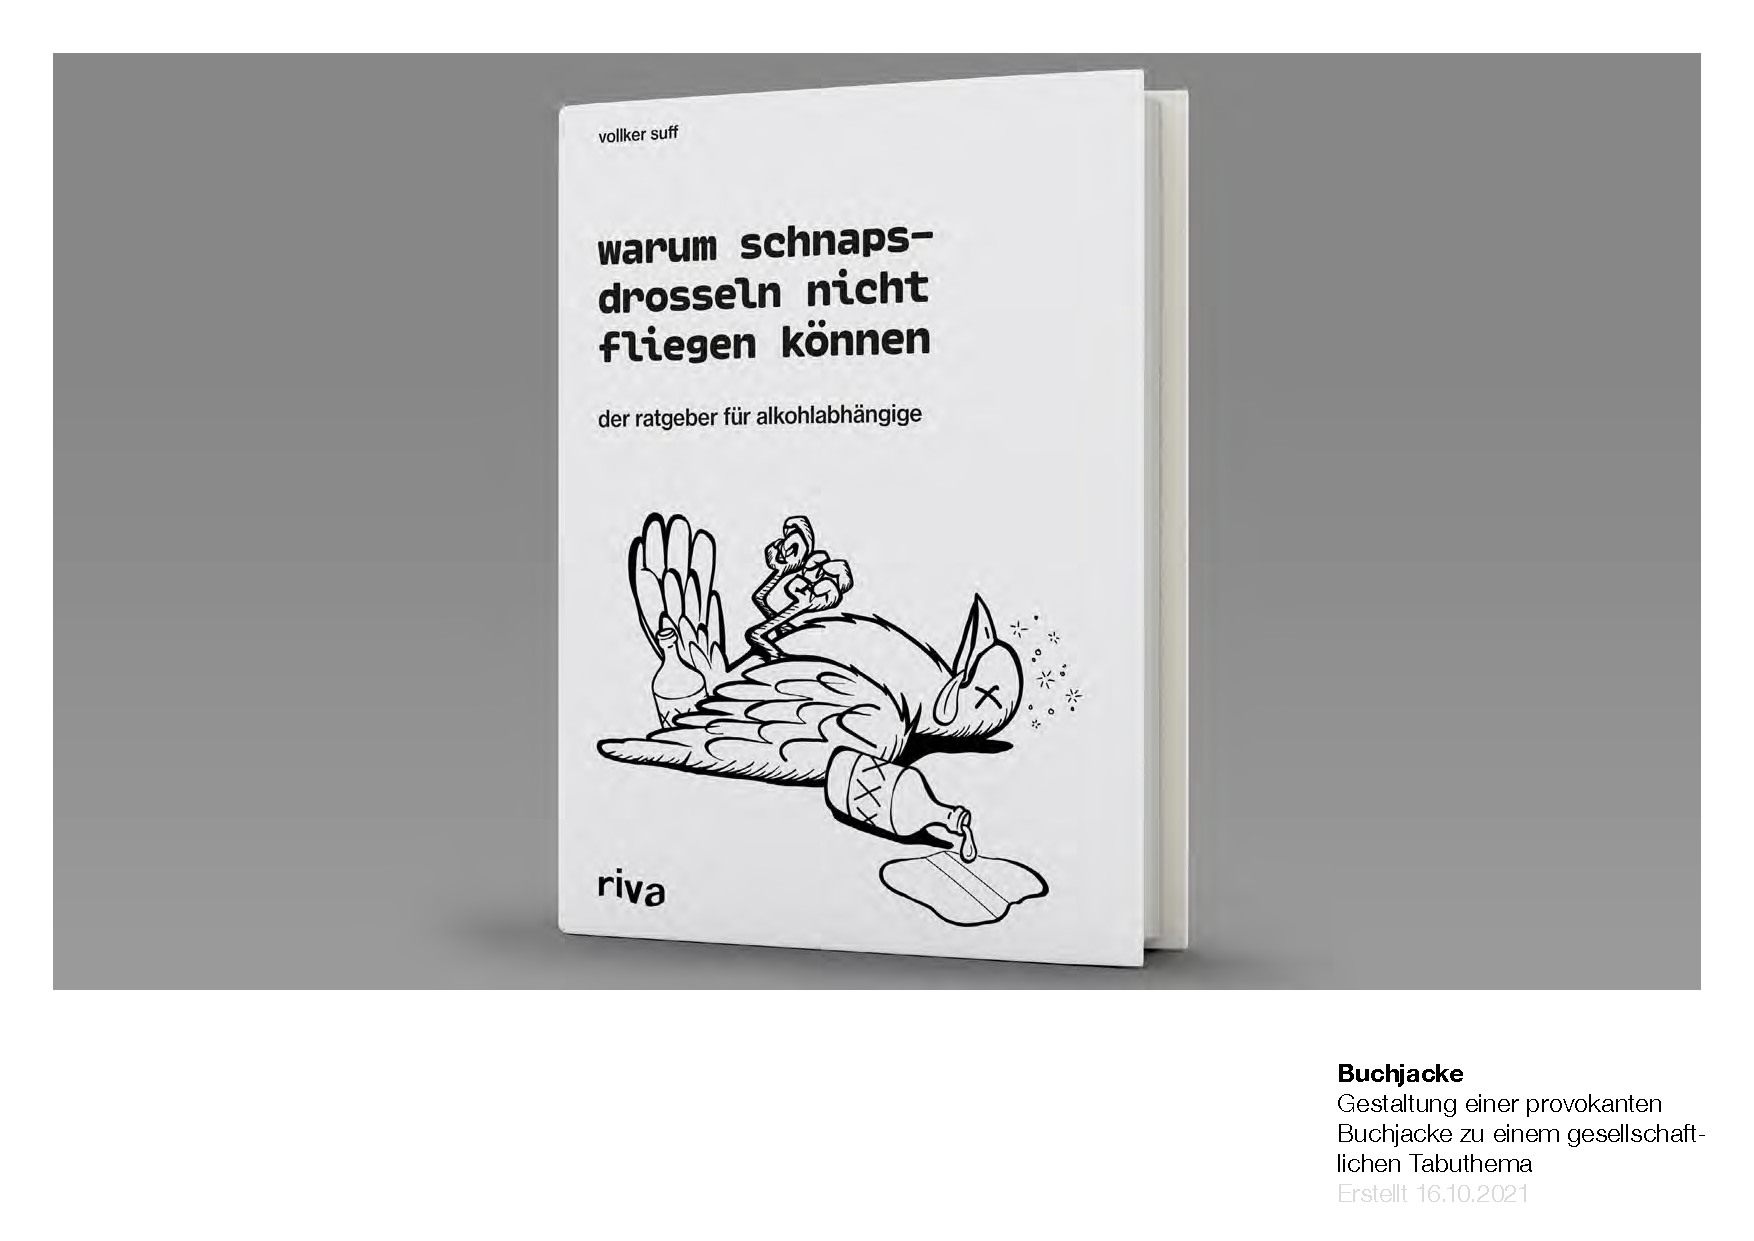 vollker suff
warum schnaps-
drosseln nicht
fliegen können
der ratgeber für alkohlabhängige
riva
Buchjacke
Gestaltung einer provokanten
Buchjacke zu einem gesellschaft-
lichen Tabuthema
Erstellt 16.10.2021